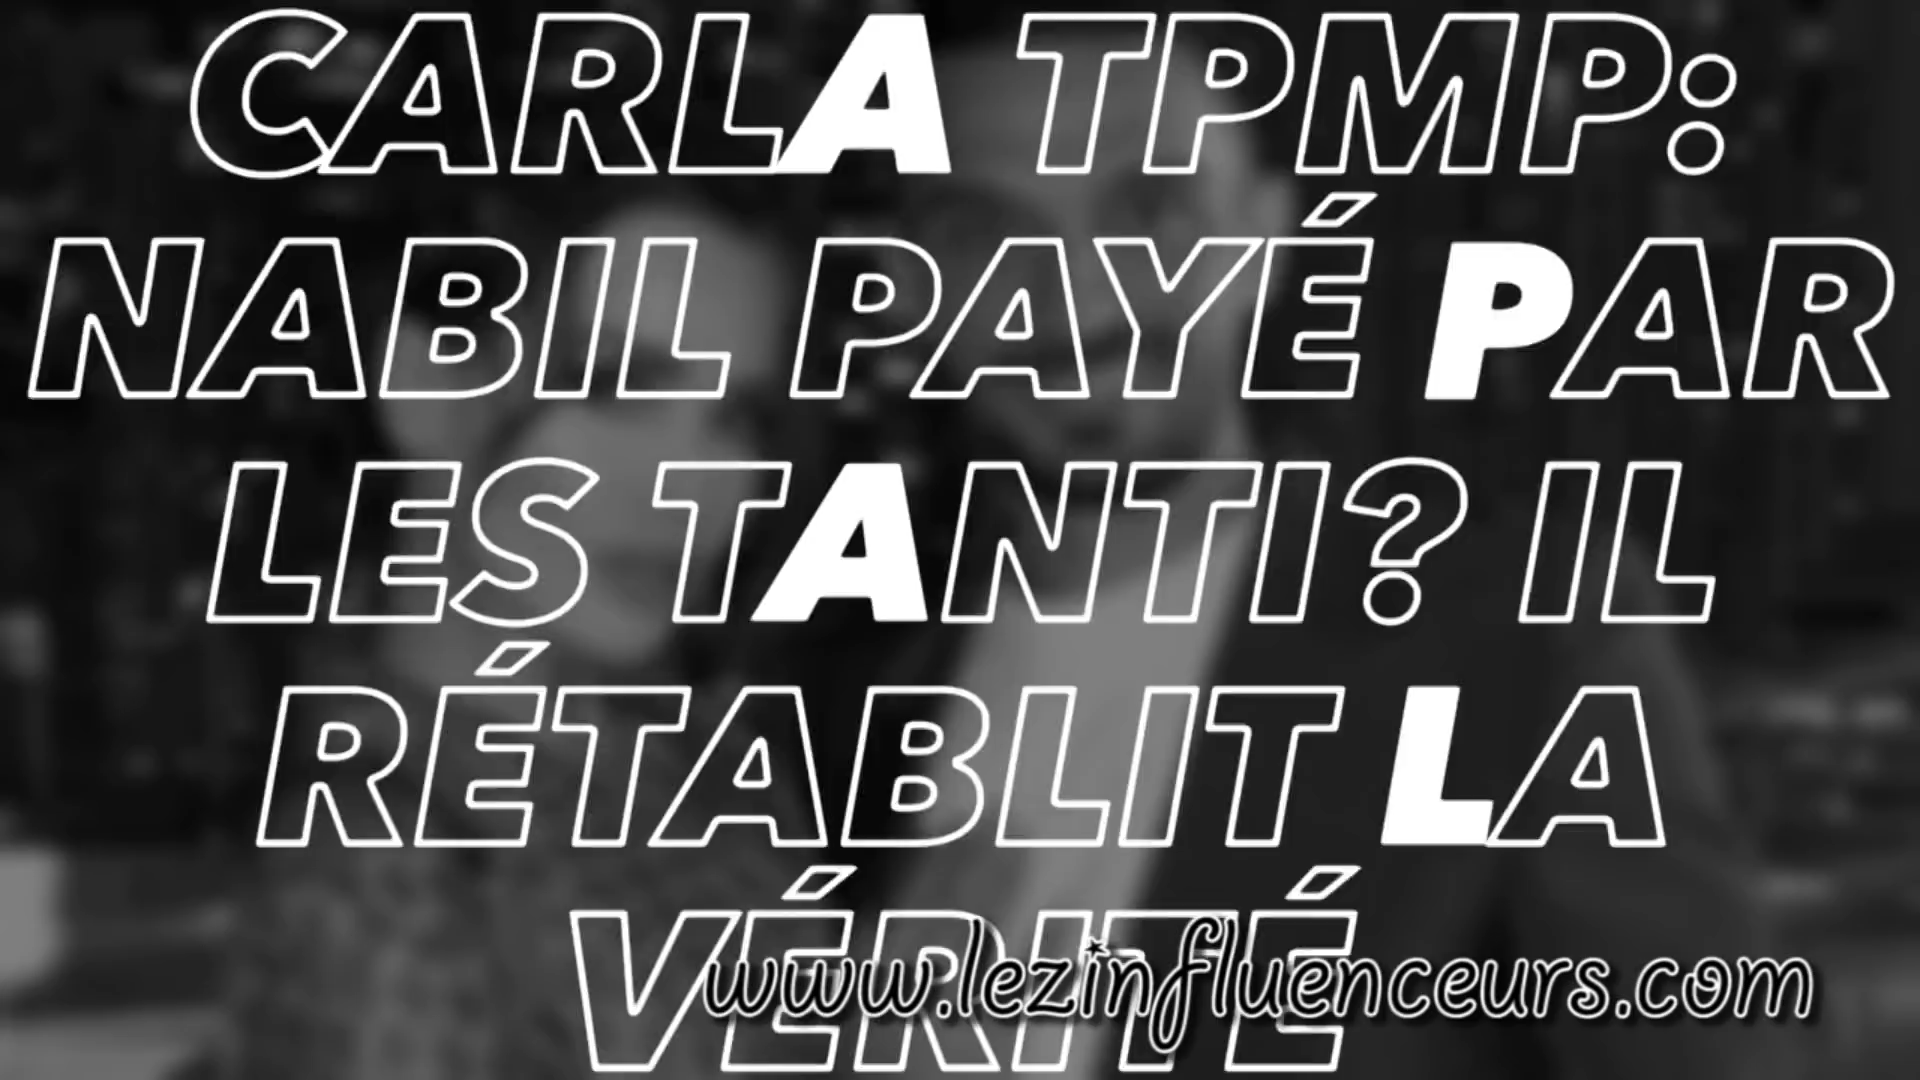 CARLA TPMP:
NABIL PAYÉ PAR
LES TANTI? IL
RÉTABLIT LA
VÉRITÉ
www.lezinfluenceurs.com